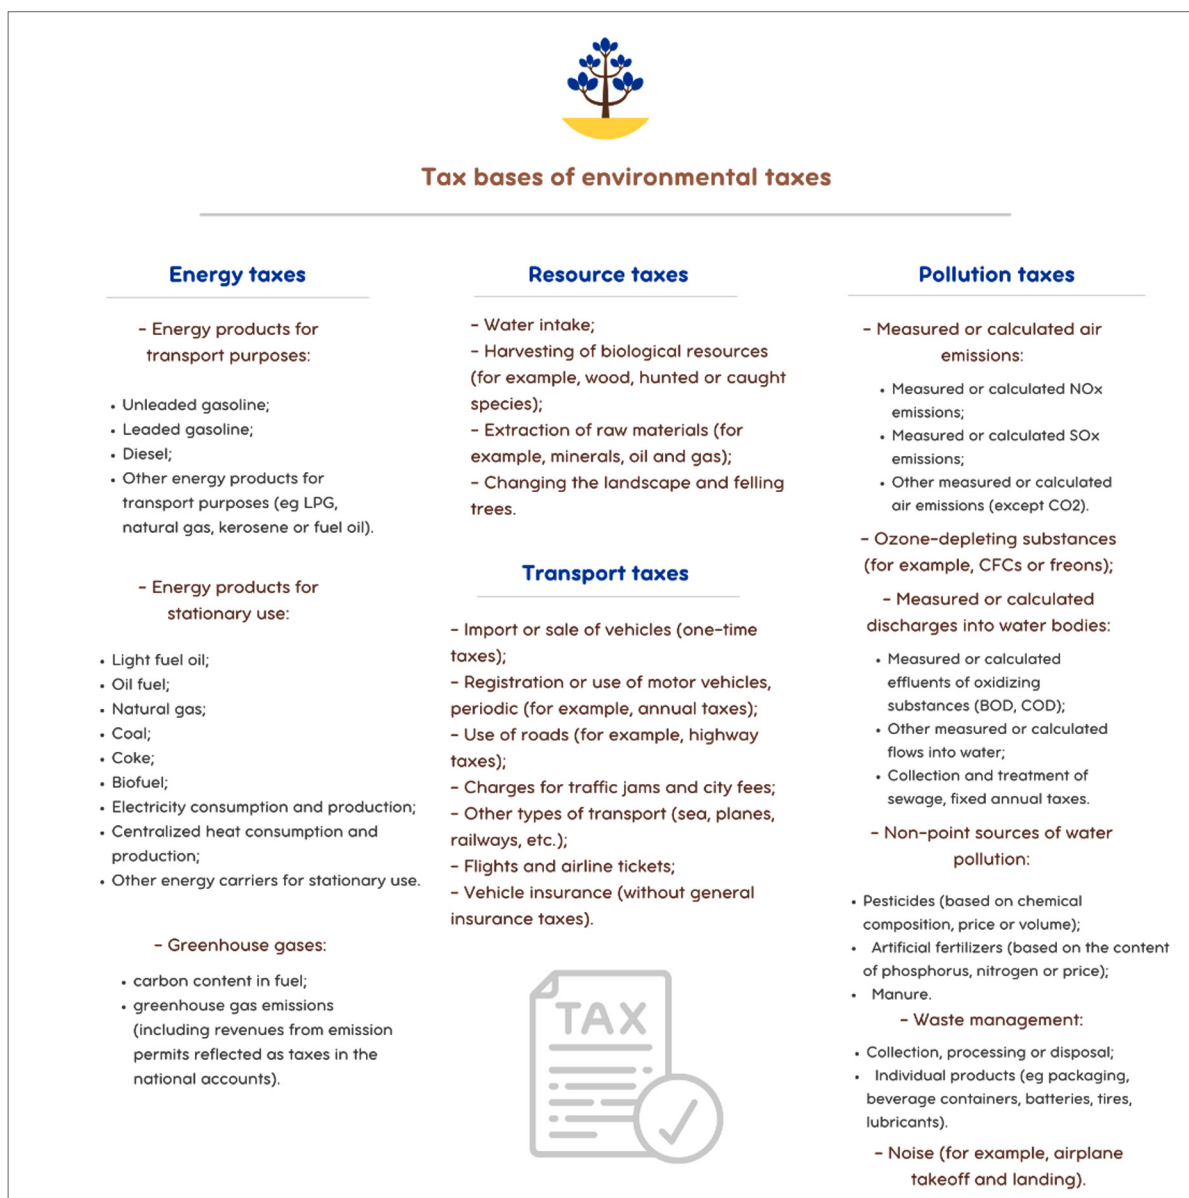 Tax bases of environmental taxes
Energy taxes
- Energy products for
transport purposes:
• Unleaded gasoline;
• Leaded gasoline;
• Diesel;
• Other energy products for
transport purposes (eg LPG,
natural gas, kerosene or fuel oil).
- Energy products for
stationary use:
• Light fuel oil;
• Oil fuel;
• Natural gas;
• Coal;
• Coke;
• Biofuel;
• Electricity consumption and production;
• Centralized heat consumption and
production;
• Other energy carriers for stationary use.
- Greenhouse gases:
• carbon content in fuel;
• greenhouse gas emissions
(including revenues from emission
permits reflected as taxes in the
national accounts).
Resource taxes
- Water intake;
- Harvesting of biological resources
(for example, wood, hunted or caught
species);
- Extraction of raw materials (for
example, minerals, oil and gas);
- Changing the landscape and felling
trees.
Transport taxes
- Import or sale of vehicles (one-time
taxes);
- Registration or use of motor vehicles,
periodic (for example, annual taxes);
- Use of roads (for example, highway
taxes);
- Charges for traffic jams and city fees;
- Other types of transport (sea, planes,
railways, etc.);
- Flights and airline tickets;
- Vehicle insurance (without general
insurance taxes).
TAX
Pollution taxes
- Measured or calculated air
emissions:
• Measured or calculated NOx
emissions;
• Measured or calculated SOx
emissions;
• Other measured or calculated
air emissions (except CO2).
- Ozone-depleting substances
(for example, CFCs or freons);
- Measured or calculated
discharges into water bodies:
• Measured or calculated
effluents of oxidizing
substances (BOD, COD);
• Other measured or calculated
flows into water;
• Collection and treatment of
sewage, fixed annual taxes.
- Non-point sources of water
pollution:
• Pesticides (based on chemical
composition, price or volume);
• Artificial fertilizers (based on the content
of phosphorus, nitrogen or price);
• Manure.
- Waste management:
• Collection, processing or disposal;
• Individual products (eg packaging,
beverage containers, batteries, tires,
lubricants).
- Noise (for example, airplane
takeoff and landing).